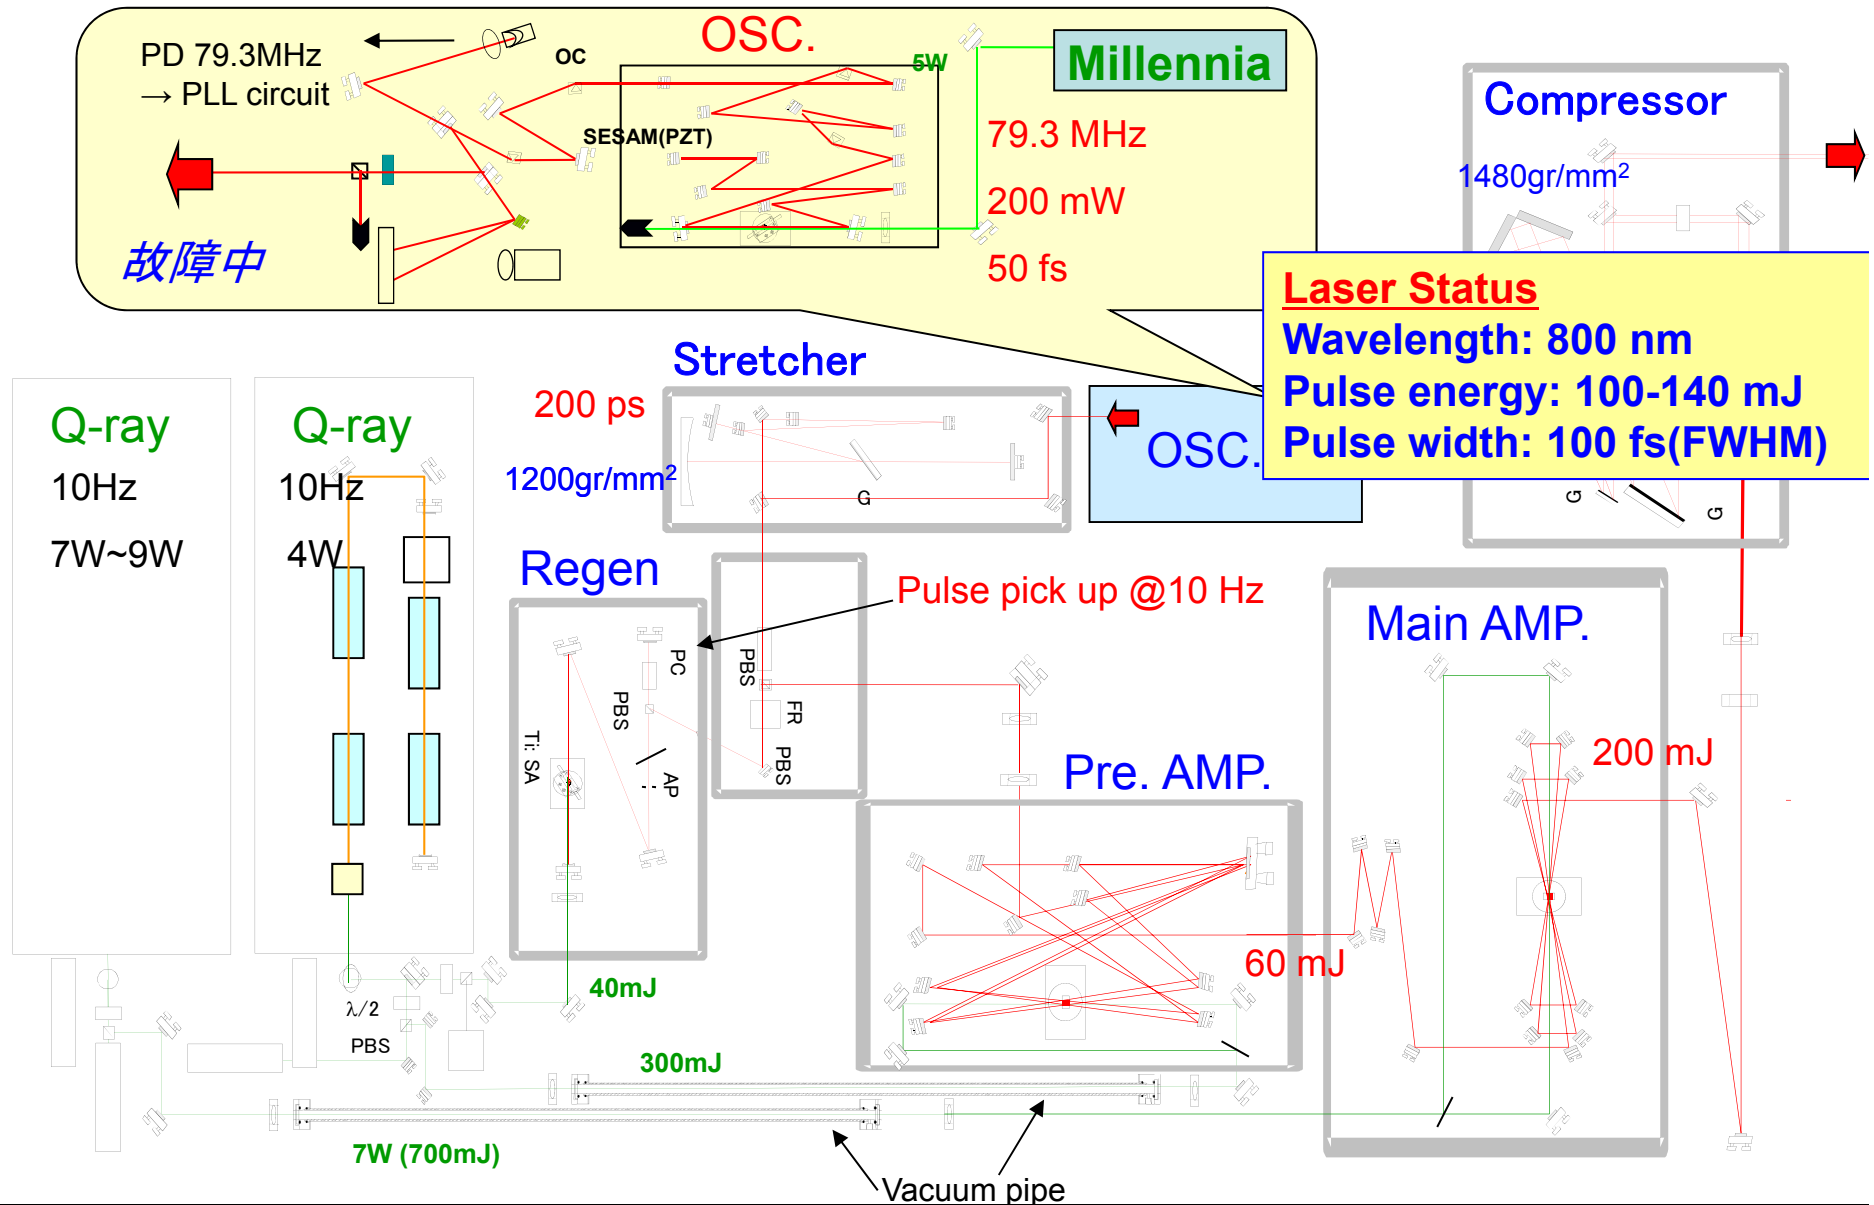 PD 79.3MHz
→ PLL circuit
OC
OSC.
5W
Millennia
SESAM(PZT)
79.3 MHz
200 mW
50 fs
故障中
Compressor
1480gr/mm2
Laser Status
Wavelength: 800 nm
Pulse energy: 100-140 mJ
Pulse width: 100 fs(FWHM)
G
G
Stretcher
200 ps
1200gr/mm2
G
OSC.
Q-ray
10Hz
7W~9W
Q-ray
10Hz
4W
Regen
Pulse pick up @10 Hz
PC
PBS
Ti: SA
AP
PBS
FR
PBS
Main AMP.
200 mJ
Pre. AMP.
60 mJ
40mJ
λ/2
PBS
300mJ
7W (700mJ)
Vacuum pipe